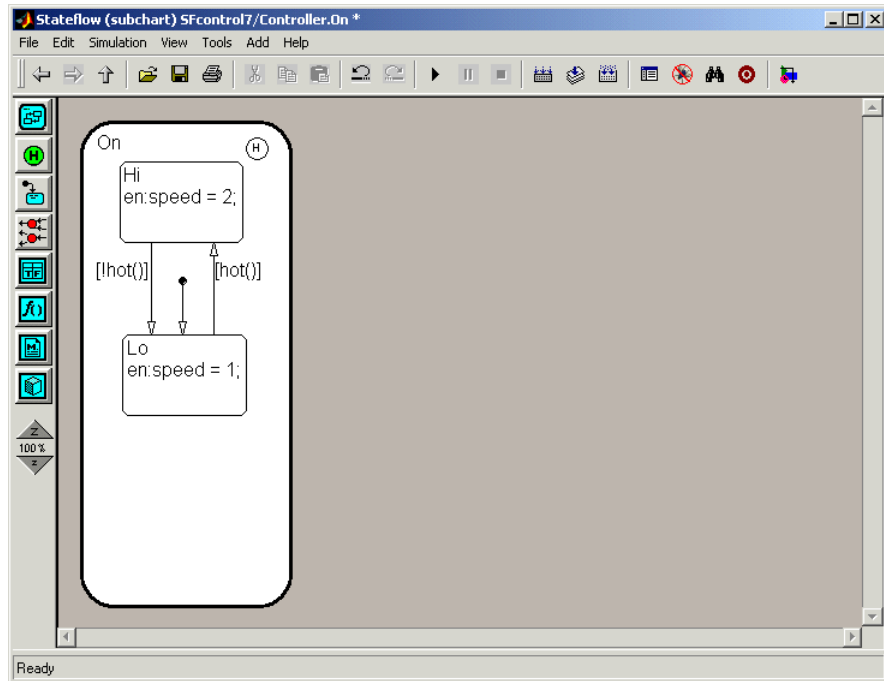 Stateflow (subchart) SFcontrol7/Controller.On *
File Edit Simulation View Tools Add Help
On
H
Hi
en:speed = 2;
[!hot()]
[hot()]
Lo
en:speed = 1;
H
TF
f()
M
Z
100%
z
Ready